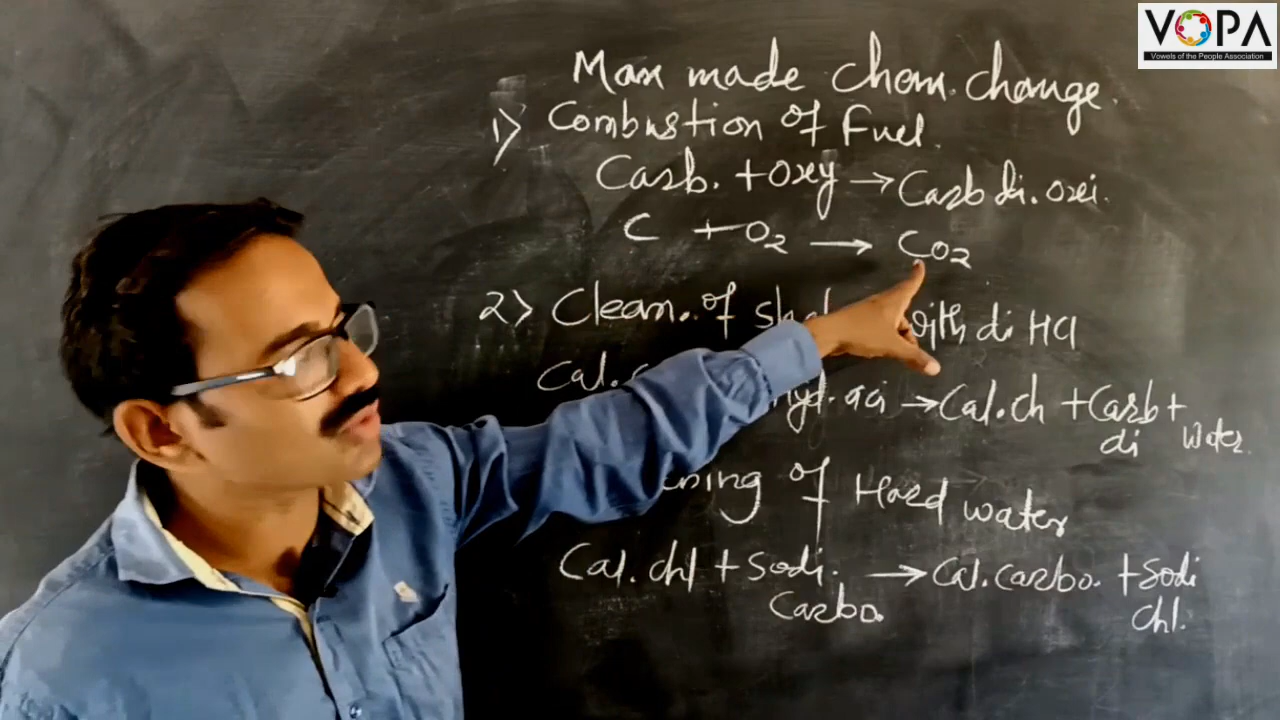 VOPA
Vowels of the People Association
Man made Chem. change.
1) Combustion of Fuel.
Carb. + Oxy → Carb di. oxi.
C + O2 → CO2
2) Clean. of with di HCl
Cal. hyd. aci → Cal. ch + Carb di + Water.
of Hard water
Cal. chl + Sodi. Carbo. → Cal. carbo. + Sodi Chl.